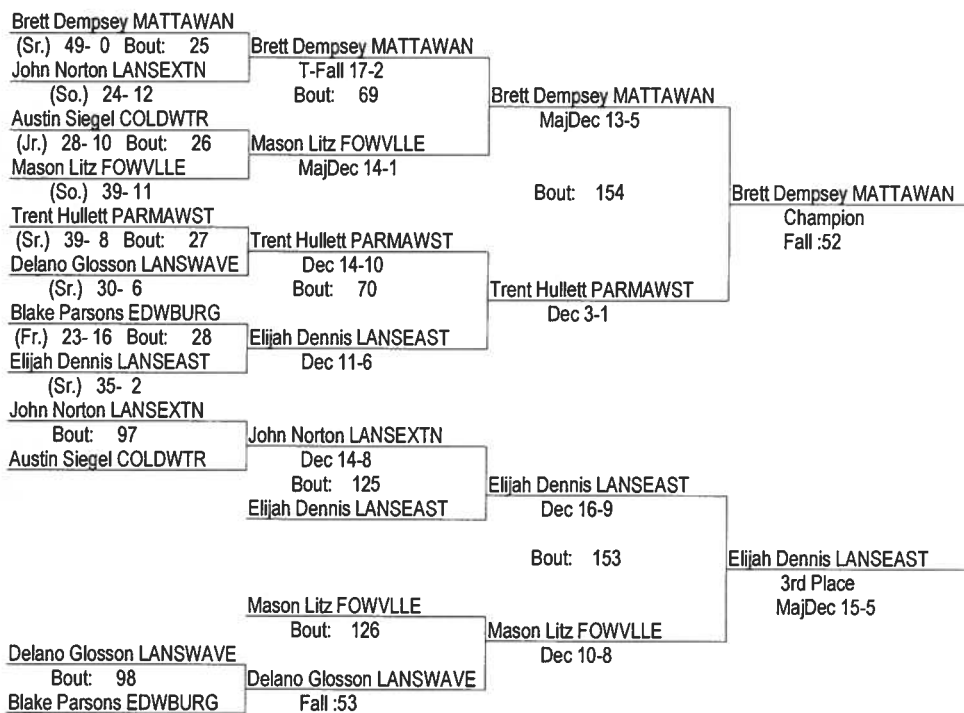 Brett Dempsey MATTAWAN
(Sr.) 49- 0 Bout: 25
John Norton LANSEXTN
(So.) 24- 12
Austin Siegel COLDWTR
(Jr.) 28- 10 Bout: 26
Mason Litz FOWVLLE
(So.) 39- 11
Trent Hullett PARMAWST
(Sr.) 39- 8 Bout: 27
Delano Glosson LANSWAVE
(Sr.) 30- 6
Blake Parsons EDWBURG
(Fr.) 23- 16 Bout: 28
Elijah Dennis LANSEAST
(Sr.) 35- 2
Brett Dempsey MATTAWAN
T-Fall 17-2
Bout: 69
Mason Litz FOWVLLE
MajDec 14-1
Trent Hullett PARMAWST
Dec 14-10
Bout: 70
Elijah Dennis LANSEAST
Dec 11-6
Brett Dempsey MATTAWAN
MajDec 13-5
Bout: 154
Trent Hullett PARMAWST
Dec 3-1
Brett Dempsey MATTAWAN
Champion
Fall :52
John Norton LANSEXTN
Bout: 97
Austin Siegel COLDWTR
John Norton LANSEXTN
Dec 14-8
Bout: 125
Elijah Dennis LANSEAST
Elijah Dennis LANSEAST
Dec 16-9
Bout: 153
Mason Litz FOWVLLE
Bout: 126
Delano Glosson LANSWAVE
Bout: 98
Blake Parsons EDWBURG
Delano Glosson LANSWAVE
Fall :53
Mason Litz FOWVLLE
Dec 10-8
Elijah Dennis LANSEAST
3rd Place
MajDec 15-5